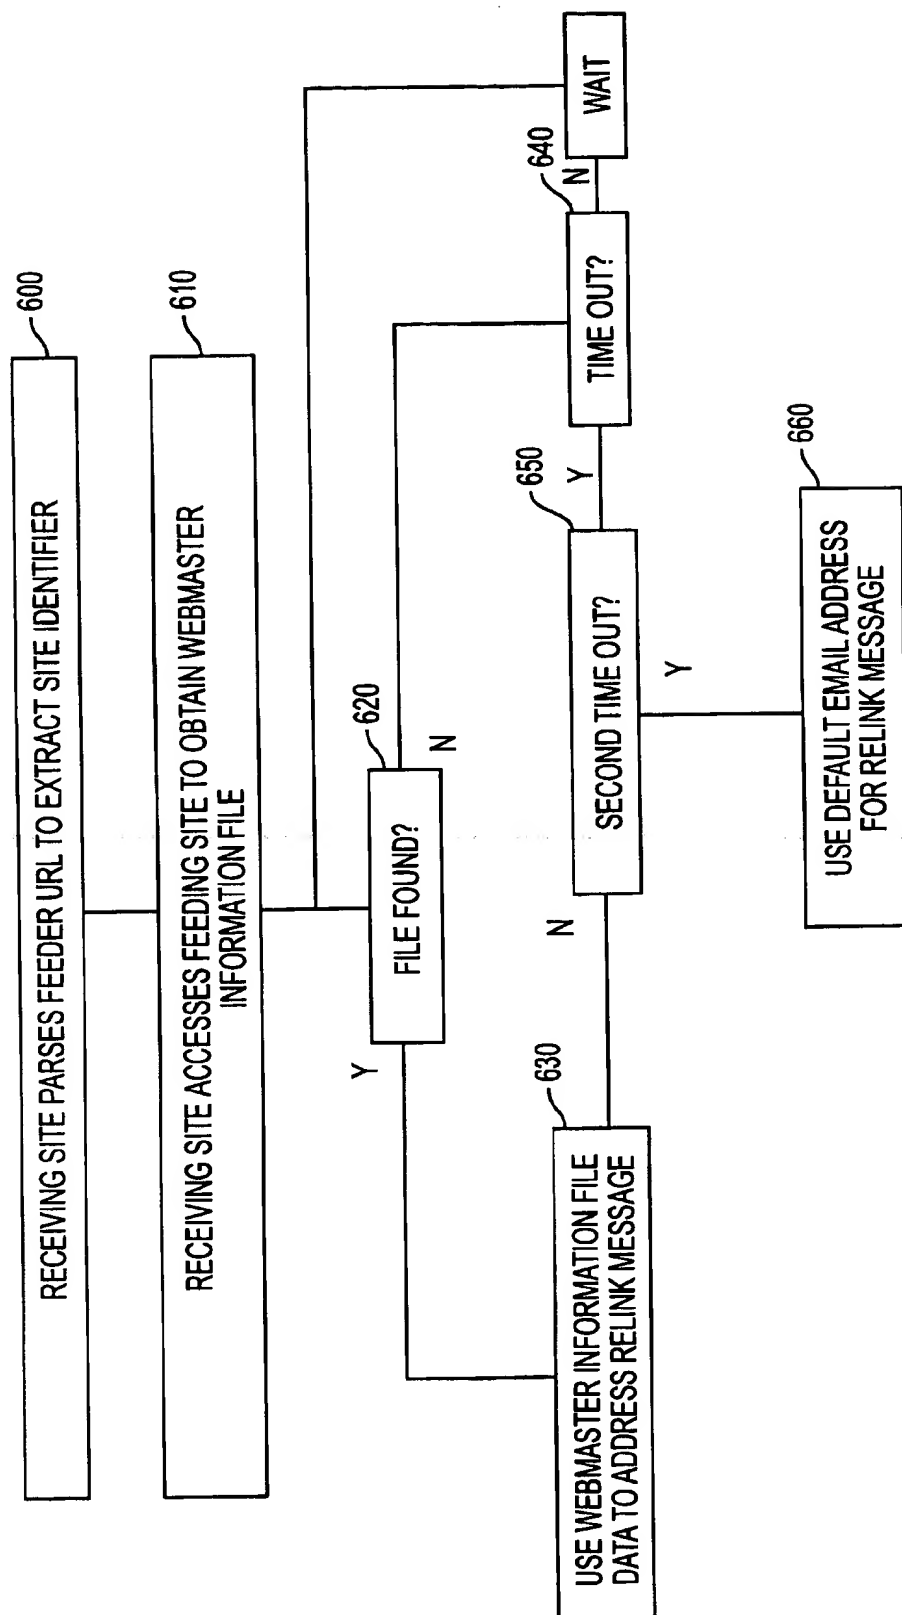 600
RECEIVING SITE PARSES FEEDER URL TO EXTRACT SITE IDENTIFIER
610
RECEIVING SITE ACCESSES FEEDING SITE TO OBTAIN WEBMASTER
INFORMATION FILE
620
FILE FOUND?
Y
N
630
USE WEBMASTER INFORMATION FILE
DATA TO ADDRESS RELINK MESSAGE
N
650
SECOND TIME OUT?
Y
640
TIME OUT?
N
WAIT
Y
660
USE DEFAULT EMAIL ADDRESS
FOR RELINK MESSAGE